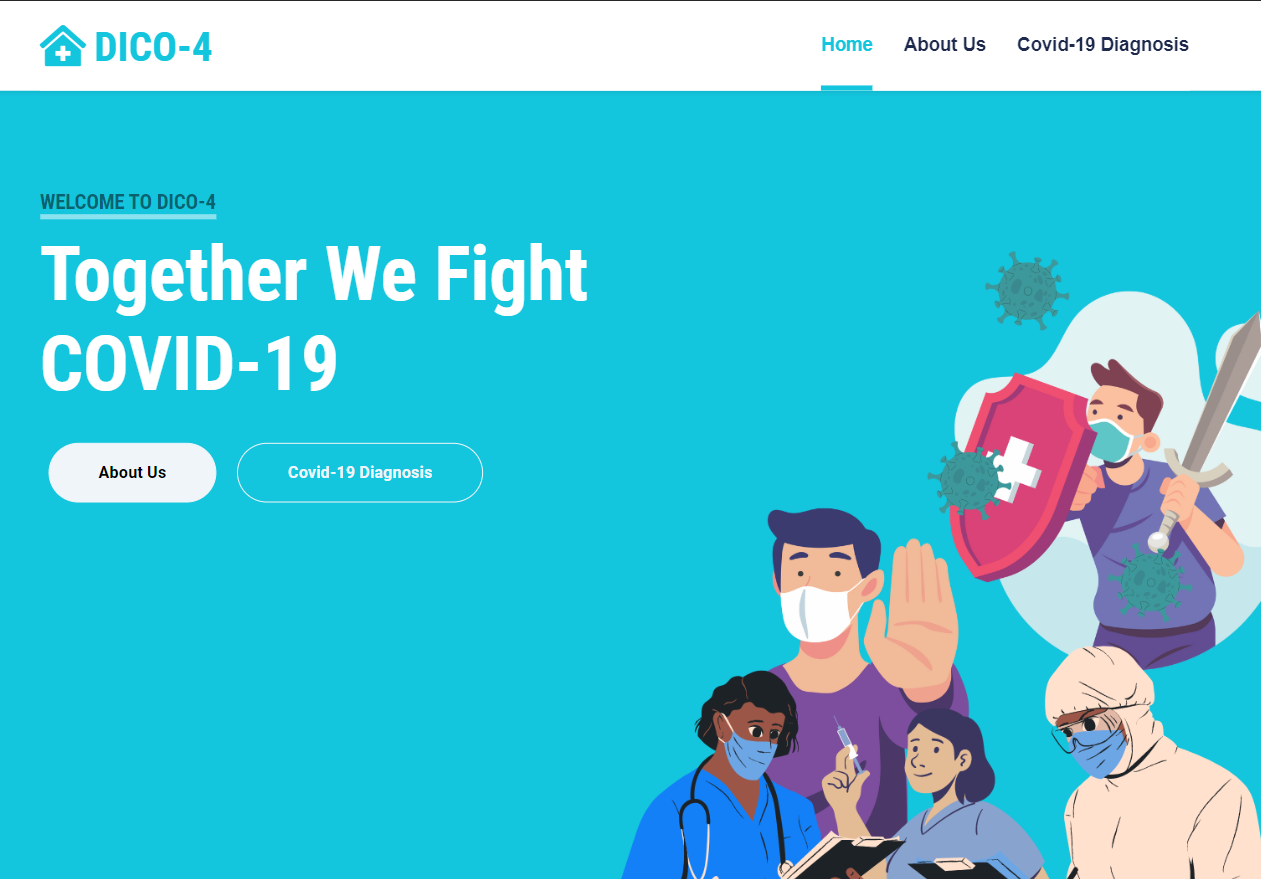 DICO-4
Home About Us Covid-19 Diagnosis
WELCOME TO DICO-4
Together We Fight
COVID-19
About Us Covid-19 Diagnosis